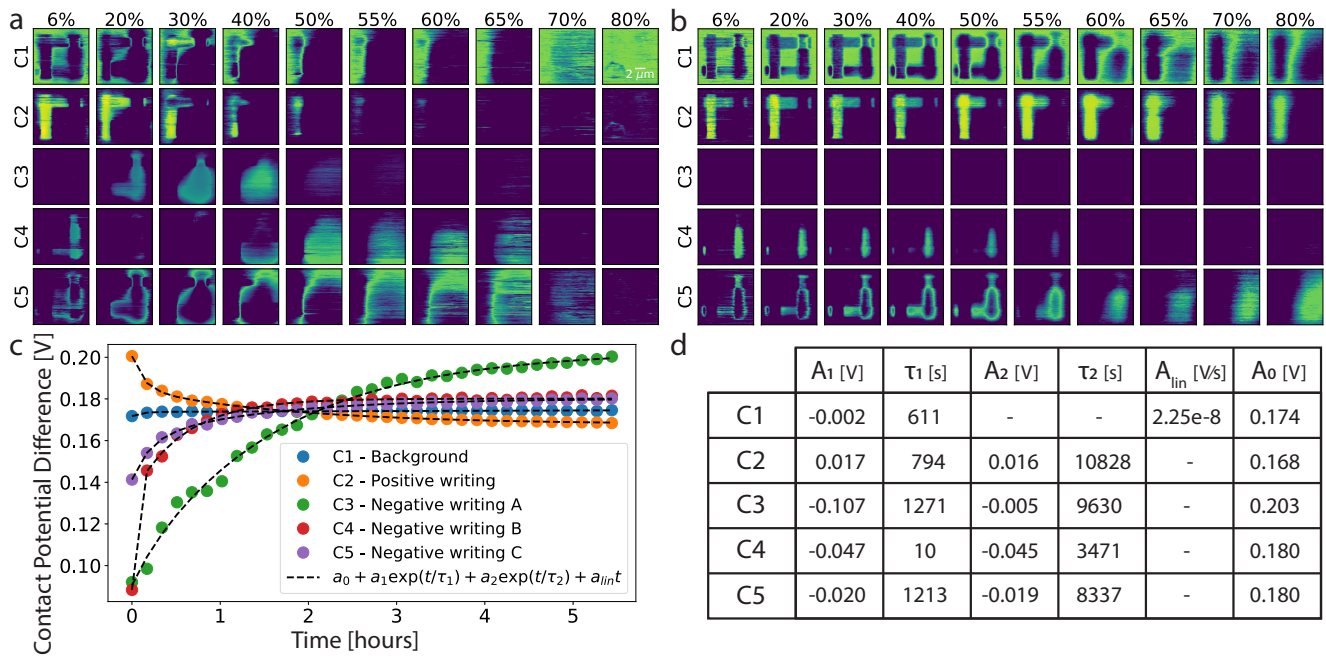 a 6% 20% 30% 40% 50% 55% 60% 65% 70% 80%
C1
2 μm
C2
C3
C4
C5
b 6% 20% 30% 40% 50% 55% 60% 65% 70% 80%
C1
C2
C3
C4
C5
c
Contact Potential Difference [V]
0.20
0.18
0.16
0.14
0.12
0.10
0 1 2 3 4 5
Time [hours]
C1 - Background
C2 - Positive writing
C3 - Negative writing A
C4 - Negative writing B
C5 - Negative writing C
a₀ + a₁exp(t/τ₁) + a₂exp(t/τ₂) + aₗᵢₙt
d
A₁ [V] τ₁ [s] A₂ [V] τ₂ [s] Aₗᵢₙ [V/s] A₀ [V]
C1 -0.002 611 - - 2.25e-8 0.174
C2 0.017 794 0.016 10828 - 0.168
C3 -0.107 1271 -0.005 9630 - 0.203
C4 -0.047 10 -0.045 3471 - 0.180
C5 -0.020 1213 -0.019 8337 - 0.180